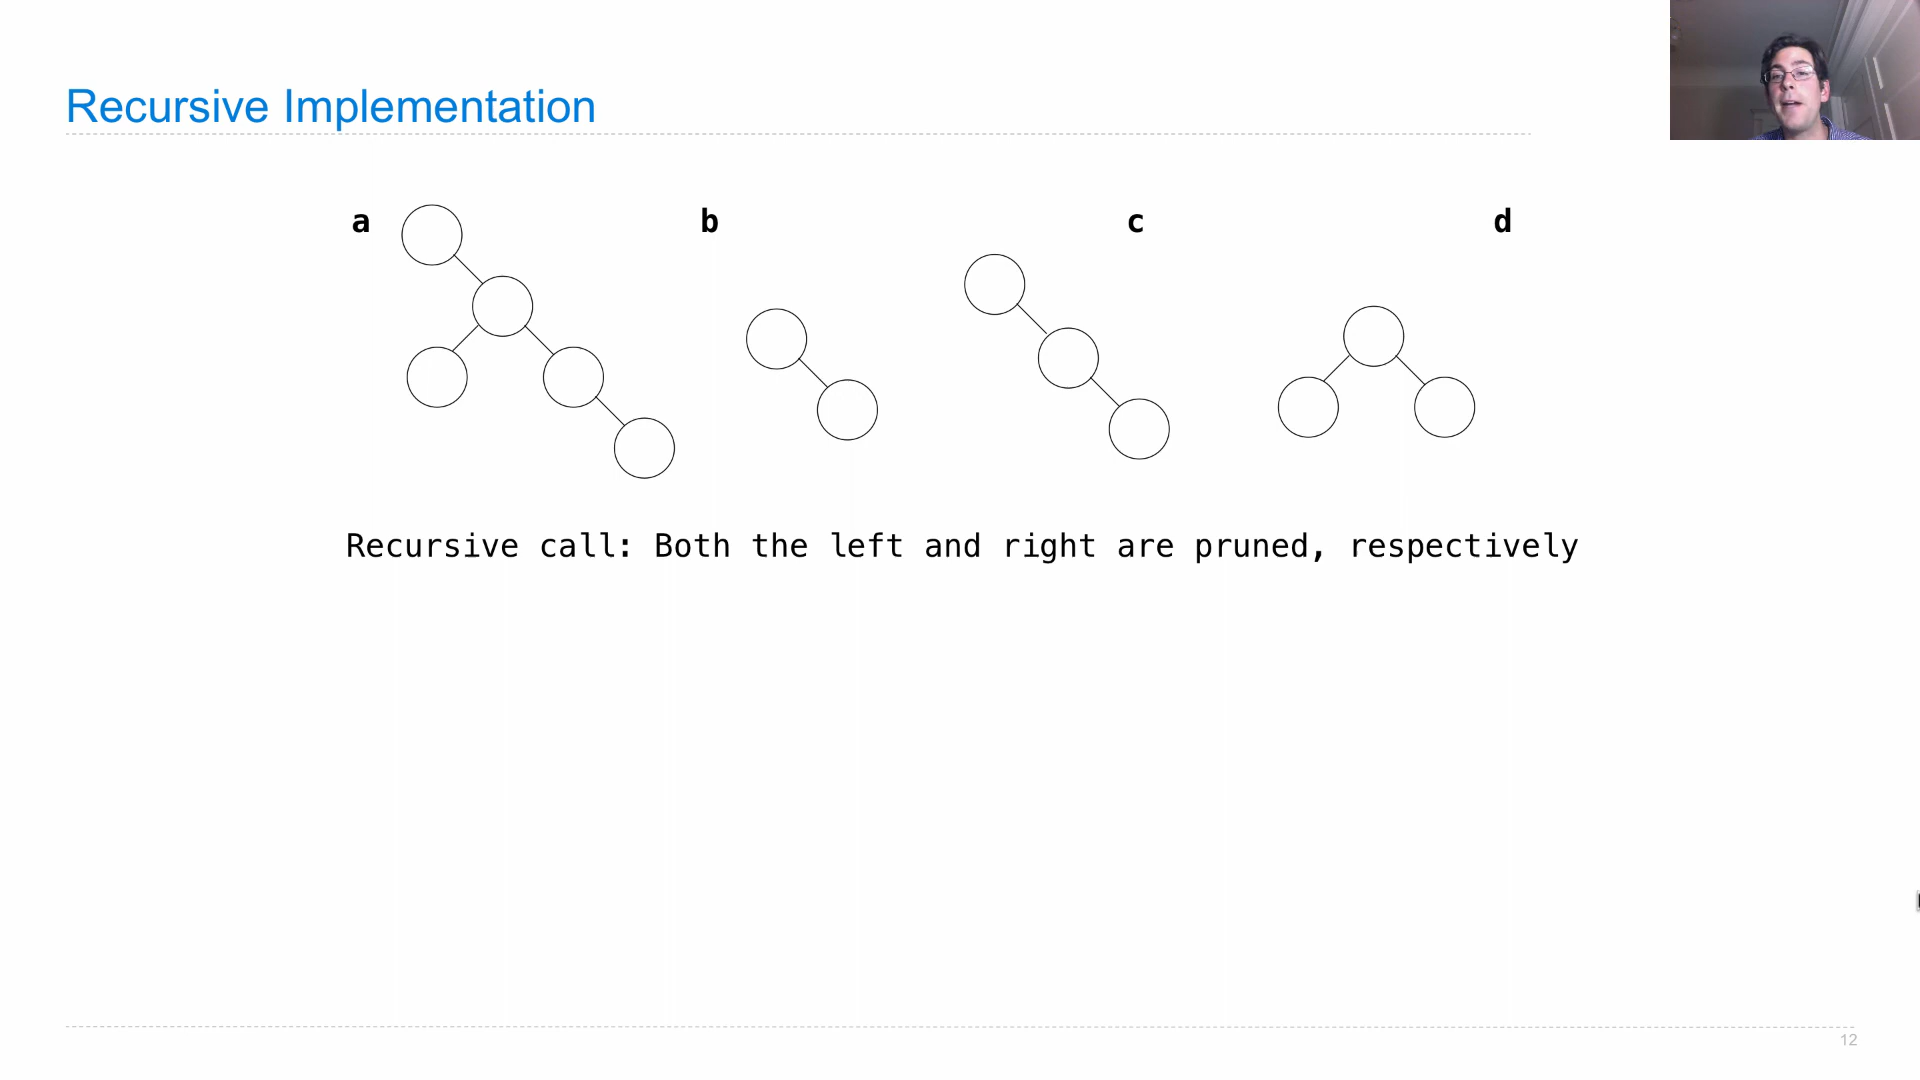 Recursive Implementation
a b c d
Recursive call: Both the left and right are pruned, respectively
12